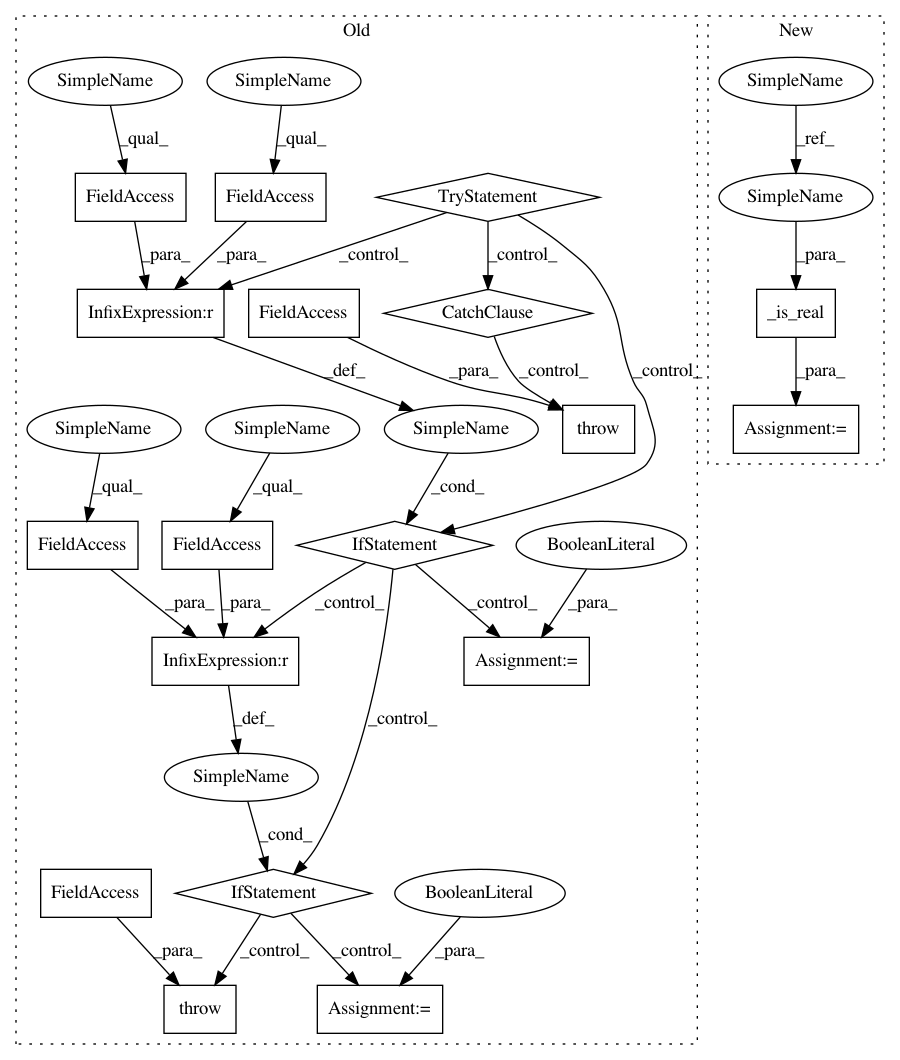 Old
New
SimpleName
SimpleName
SimpleName
_qual_
_qual_
_ref_
FieldAccess
FieldAccess
TryStatement
SimpleName
_para_
_para_
_control_
_control_
_para_
InfixExpression:r
FieldAccess
CatchClause
_is_real
_def_
_para_
_control_
_control_
_para_
SimpleName
SimpleName
SimpleName
throw
Assignment:=
_qual_
_qual_
_cond_
FieldAccess
FieldAccess
IfStatement
BooleanLiteral
_para_
_para_
_control_
_control_
_para_
InfixExpression:r
Assignment:=
_def_
_control_
SimpleName
_cond_
FieldAccess
IfStatement
BooleanLiteral
_para_
_control_
_control_
_para_
throw
Assignment:=